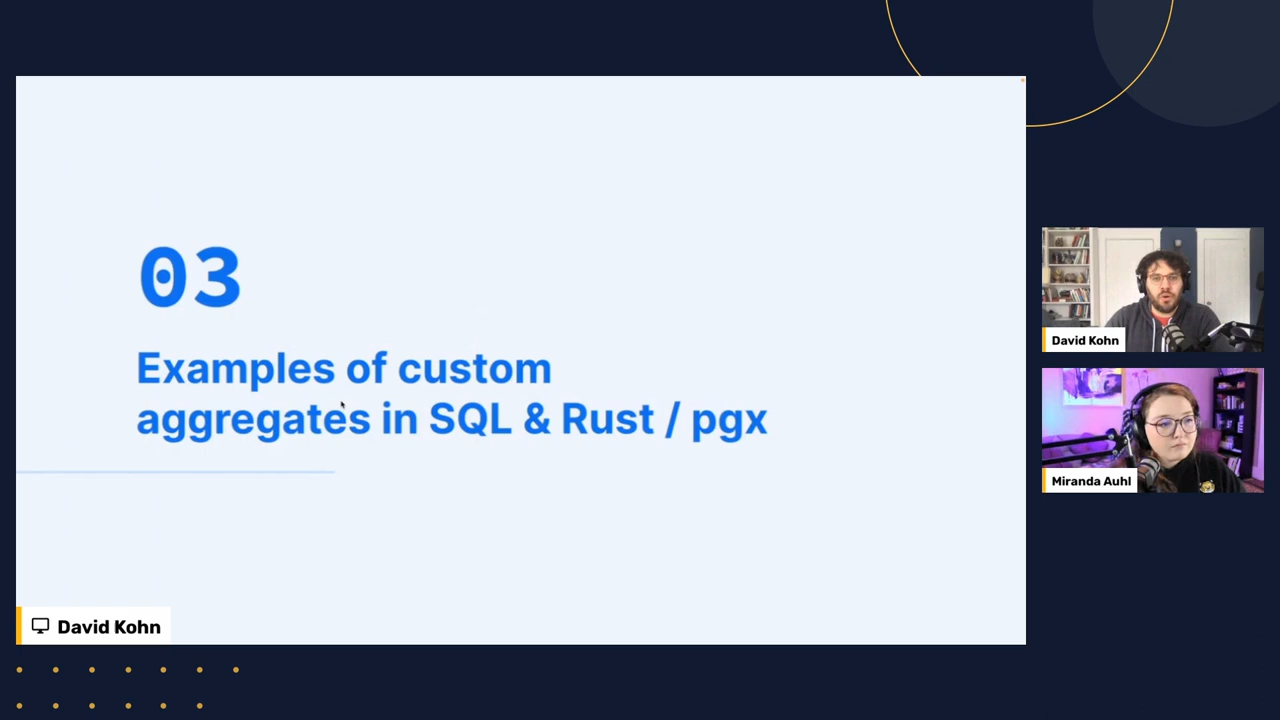 03
Examples of custom
aggregates in SQL & Rust / pgx
David Kohn
David Kohn
Miranda Auhl